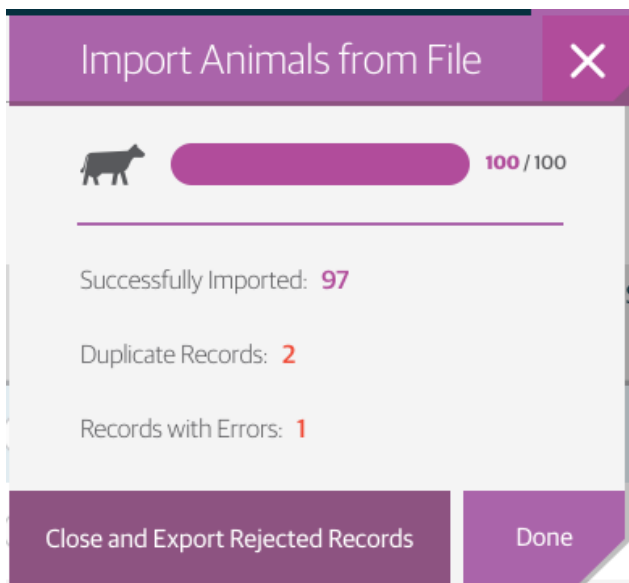 Import Animals from File
100 / 100
Successfully Imported: 97
Duplicate Records: 2
Records with Errors: 1
Close and Export Rejected Records
Done